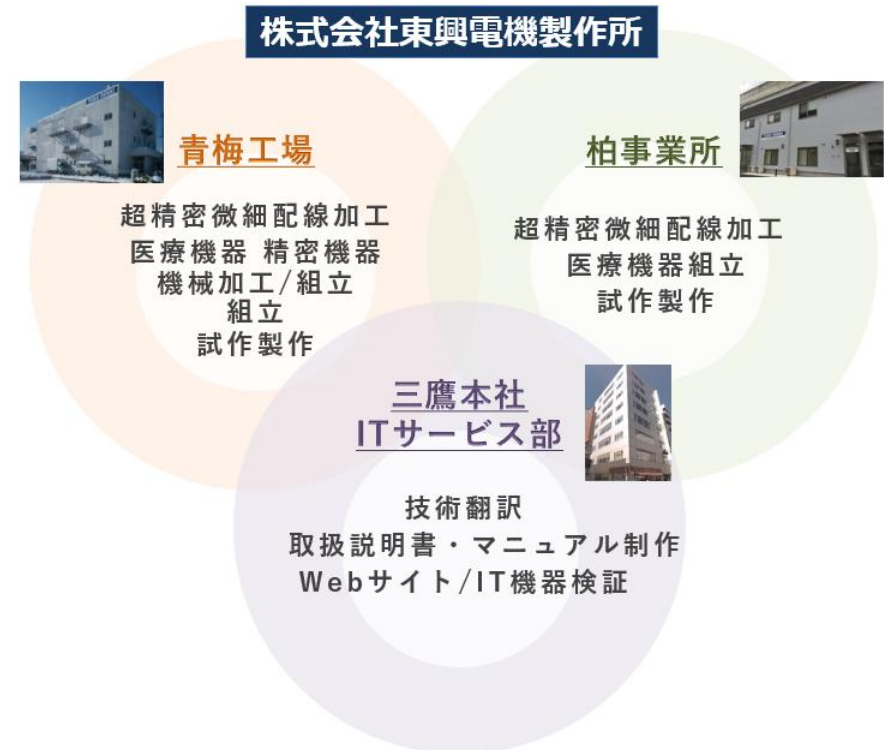 株式会社東興電機製作所
青梅工場
超精密微細配線加工
医療機器 精密機器
機械加工/組立
組立
試作製作
柏事業所
超精密微細配線加工
医療機器組立
試作製作
三鷹本社
ITサービス部
技術翻訳
取扱説明書・マニュアル制作
Webサイト/IT機器検証